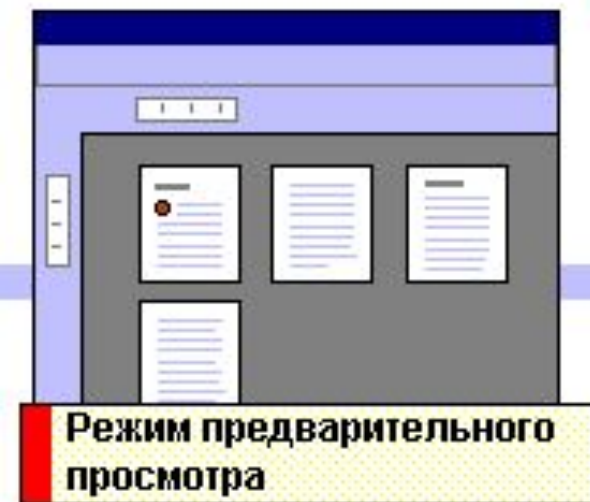 Режим предварительного
просмотра